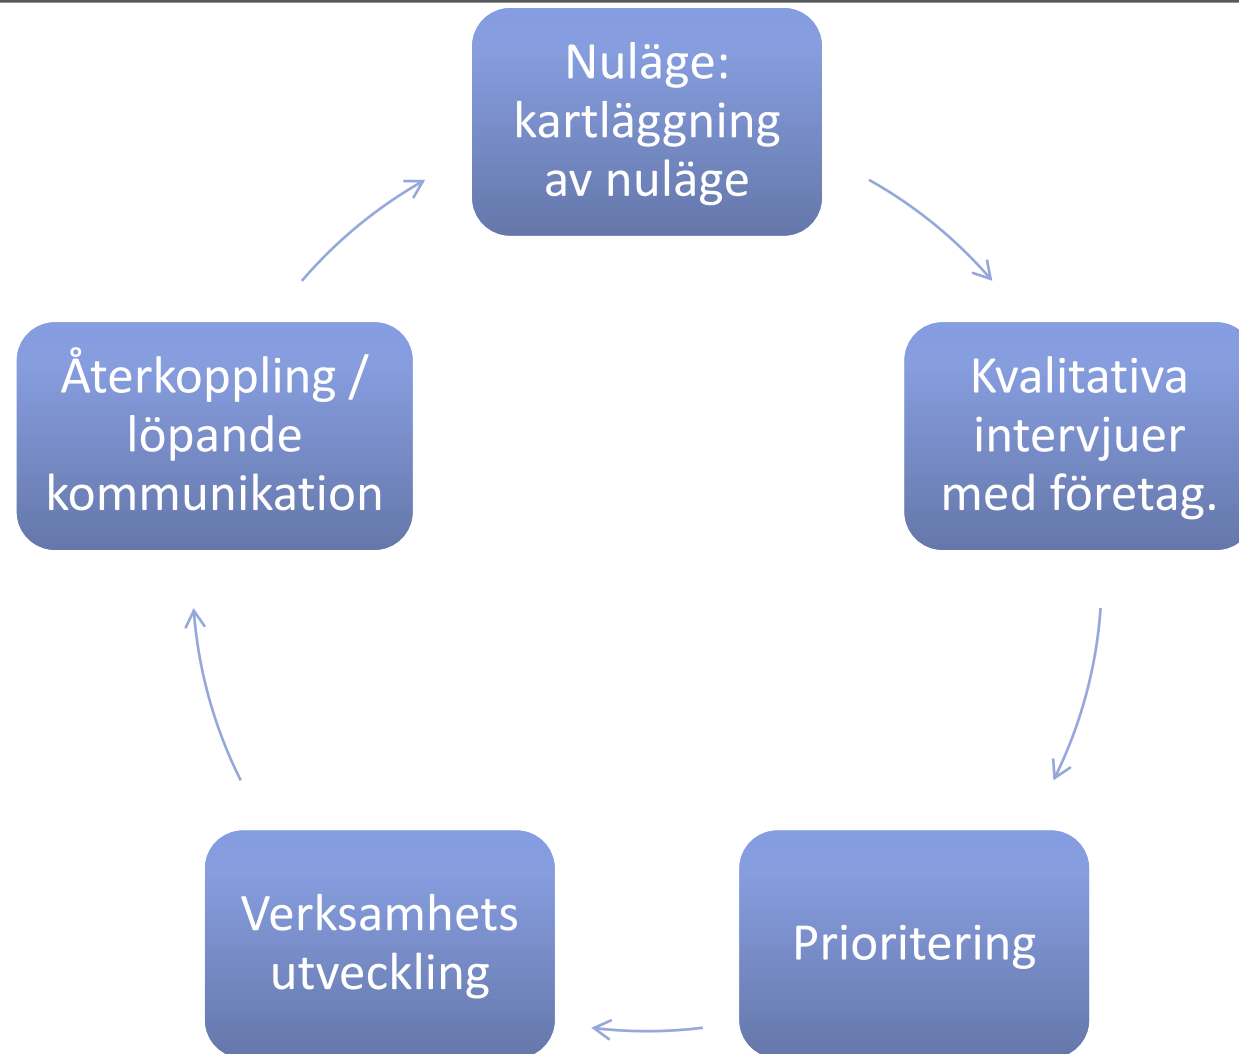 Nuläge:
kartläggning
av nuläge
Kvalitativa
intervjuer
med företag.
Prioritering
Verksamhets
utveckling
Återkoppling /
löpande
kommunikation